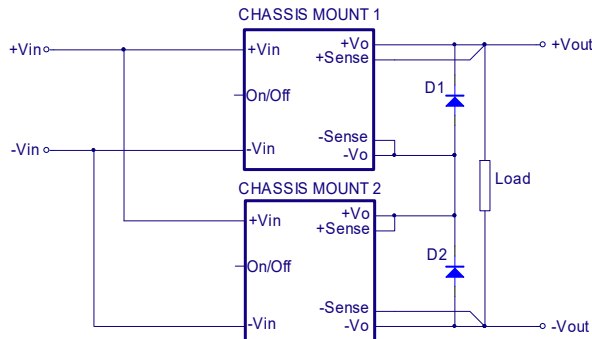 CHASSIS MOUNT 1
+Vin
+Vin
+Vo
+Sense
+Vout
On/Off
D1
-Vin
-Vin
-Sense
-Vo
Load
CHASSIS MOUNT 2
+Vin
+Vo
+Sense
On/Off
D2
-Vin
-Sense
-Vo
-Vout